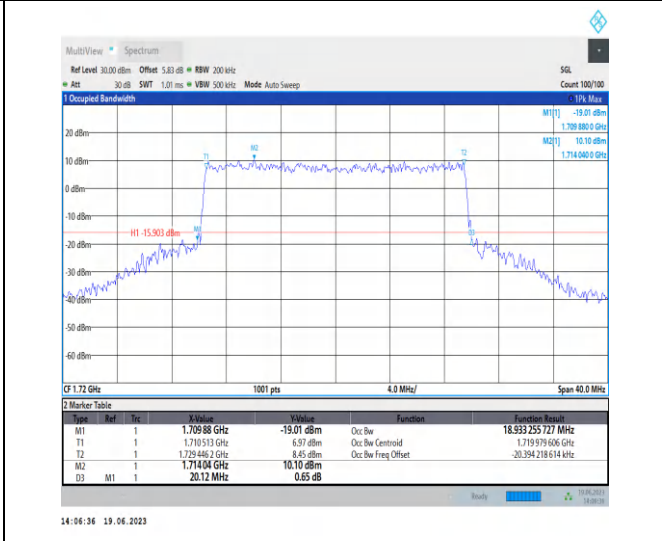 MultiView Spectrum
Ref Level 30.00 dBm Offset 5.83 dB RBW 200 kHz SGL
Att 30 dB SWT 1.01 ms VBW 500 kHz Mode Auto Sweep Count 100/100
1 Occupied Bandwidth 1Pk Max
M1[1] -19.01 dBm
1.709 880 0 GHz
M2[1] 10.10 dBm
1.714 040 0 GHz
20 dBm
M2
T1
T2
10 dBm
0 dBm
-10 dBm
H1 -15.903 dBm
M1
D3
-20 dBm
-30 dBm
-40 dBm
-50 dBm
-60 dBm
CF 1.72 GHz 1001 pts 4.0 MHz/ Span 40.0 MHz
2 Marker Table
Type Ref Trc X-Value Y-Value Function Function Result
M1 1 1.709 88 GHz -19.01 dBm Occ Bw 18.933 255 727 MHz
T1 1 1.710 513 GHz 6.97 dBm Occ Bw Centroid 1.719 979 606 GHz
T2 1 1.729 446 2 GHz 8.45 dBm Occ Bw Freq Offset -20.394 218 614 kHz
M2 1 1.714 04 GHz 10.10 dBm
D3 M1 1 20.12 MHz 0.65 dB
Ready 19.06.2023
14:06:36
14:06:36 19.06.2023